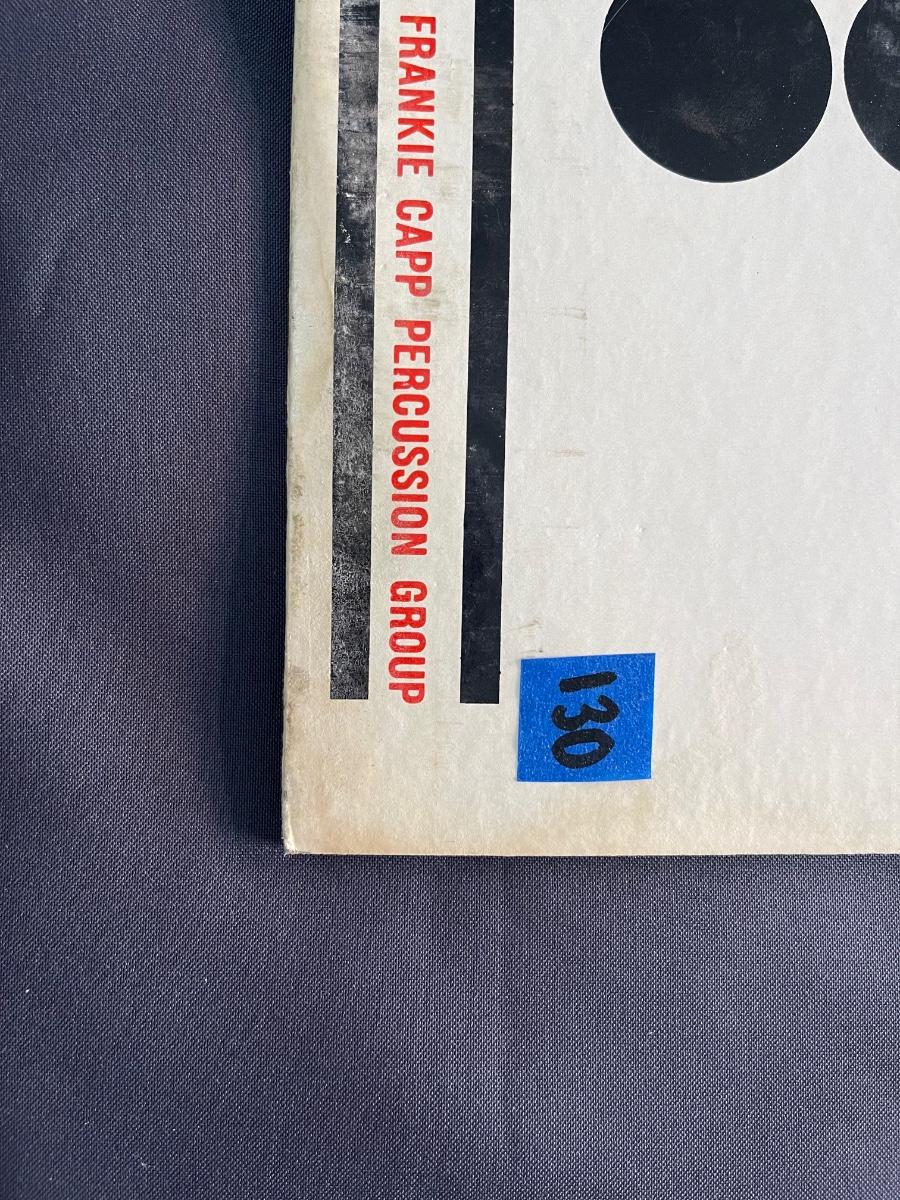 FRANKIE CAPP PERCUSSION GROUP
130